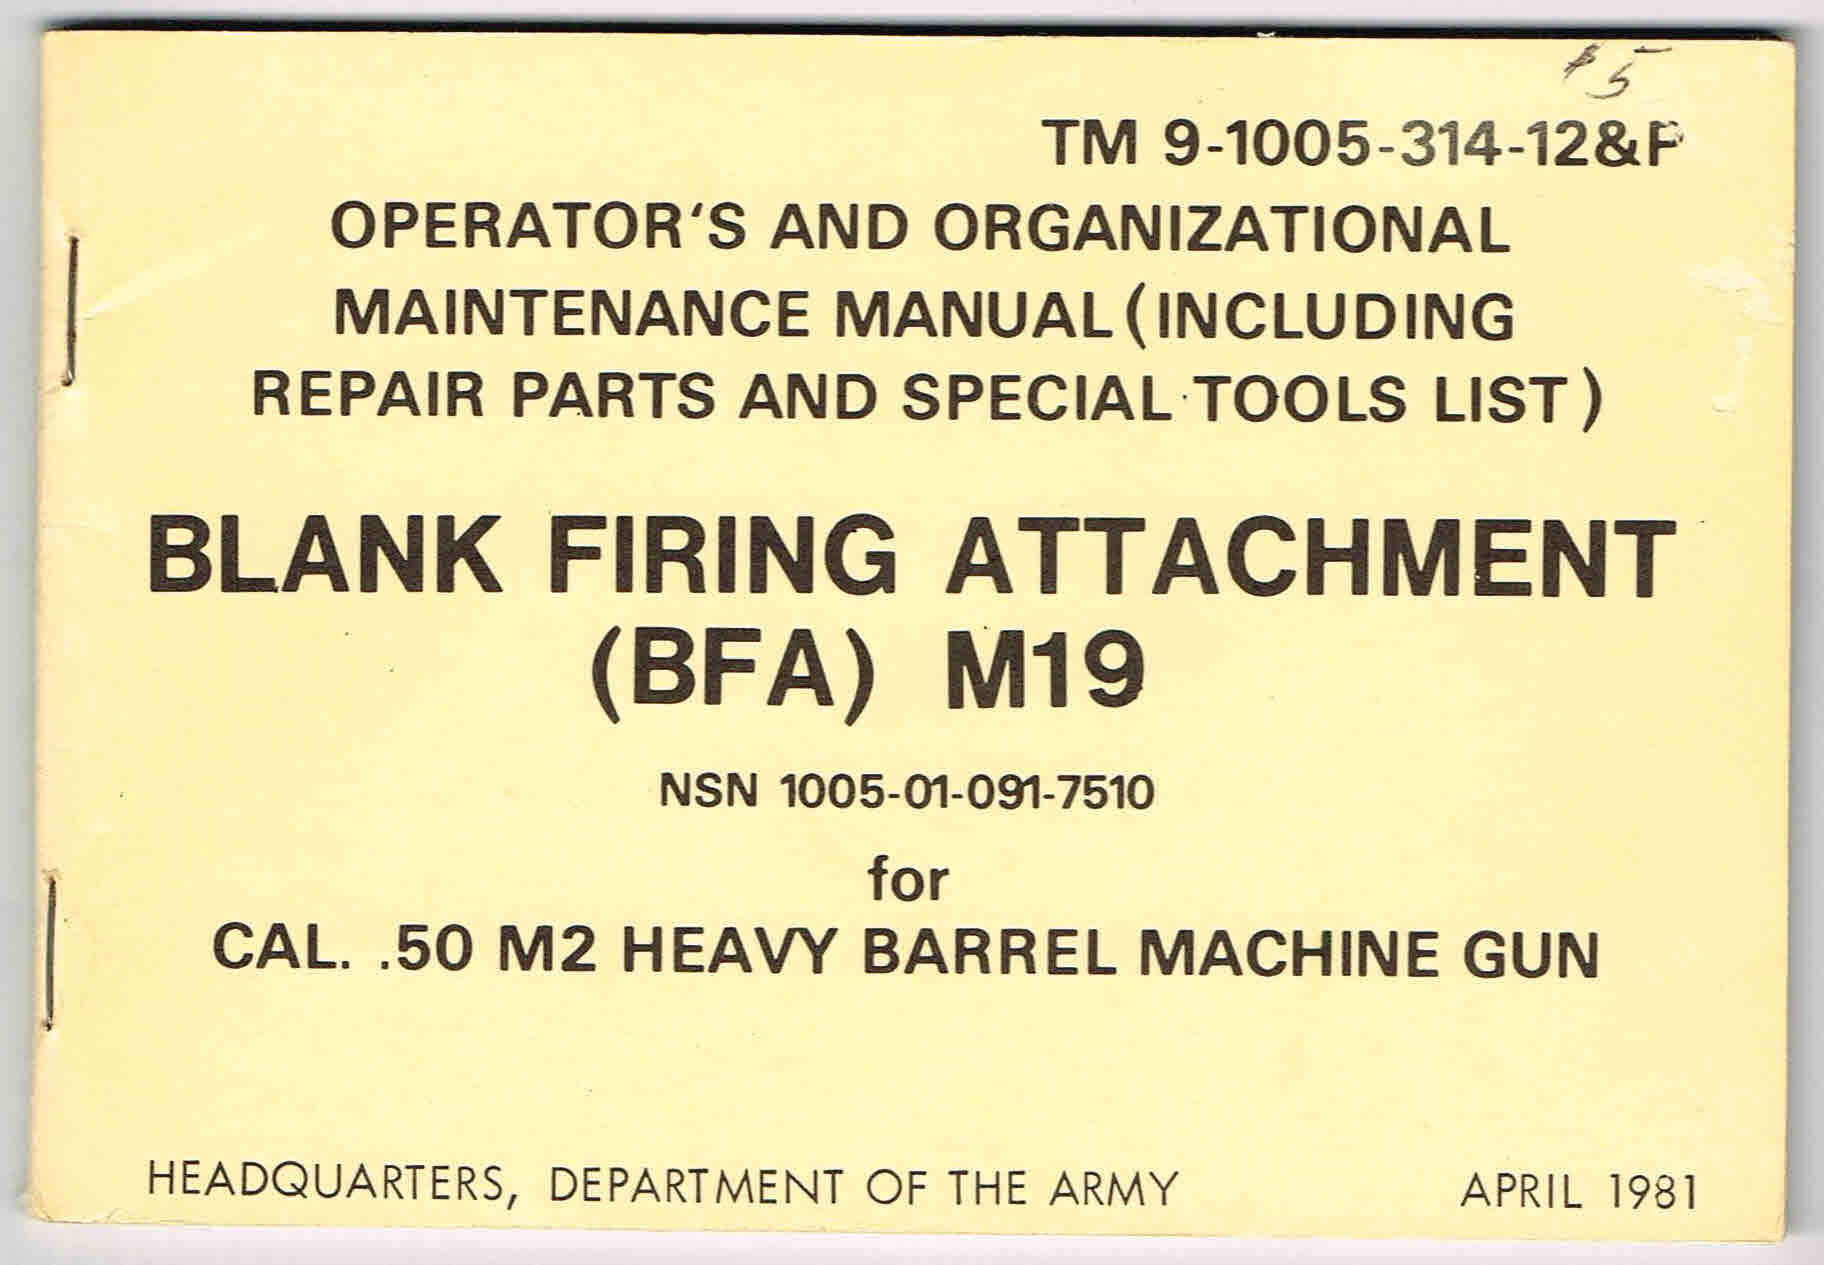 $5
TM 9-1005-314-12&P
OPERATOR'S AND ORGANIZATIONAL
MAINTENANCE MANUAL (INCLUDING
REPAIR PARTS AND SPECIAL TOOLS LIST)
BLANK FIRING ATTACHMENT
(BFA) M19
NSN 1005-01-091-7510
for
CAL. .50 M2 HEAVY BARREL MACHINE GUN
HEADQUARTERS, DEPARTMENT OF THE ARMY APRIL 1981